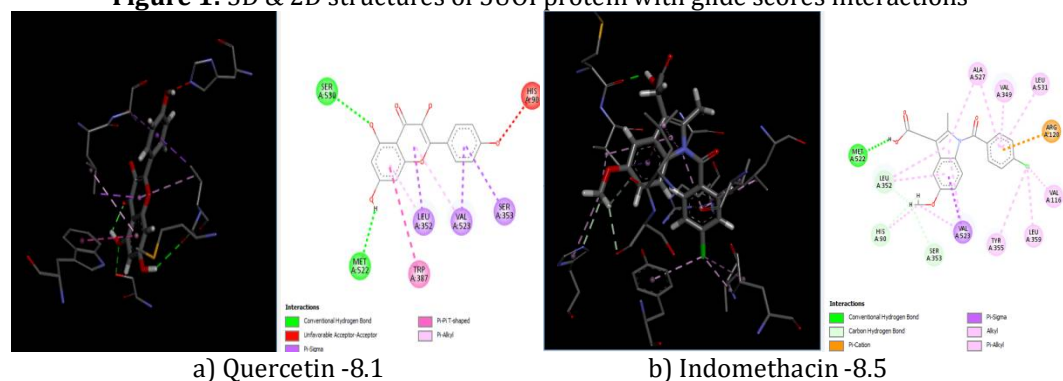 Figure 1: 3D & 2D structures of 5UOI protein with glide scores interactions
SER
A:530
HIS
A:90
LEU
A:352
VAL
A:523
SER
A:353
MET
A:522
TRP
A:387
Interactions
Conventional Hydrogen Bond
Unfavorable Acceptor-Acceptor
Pi-Sigma
Pi-Pi T-shaped
Pi-Alkyl
ALA
A:527
VAL
A:349
LEU
A:531
ARG
A:120
MET
A:522
LEU
A:352
VAL
A:116
HIS
A:90
SER
A:353
VAL
A:523
TYR
A:355
LEU
A:359
Interactions
Conventional Hydrogen Bond
Carbon Hydrogen Bond
Pi-Cation
Pi-Sigma
Alkyl
Pi-Alkyl
a) Quercetin -8.1
b) Indomethacin -8.5